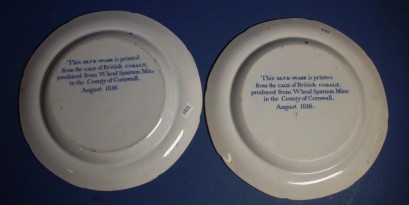 This BLUE-WARE is printed
from the CALX of British COBALT,
produced from Wheal Sparnon Mine
in the County of Cornwall.
August 1816
This BLUE-WARE is printed
from the CALX of British COBALT,
produced from Wheal Sparnon Mine
in the County of Cornwall.
August 1816.